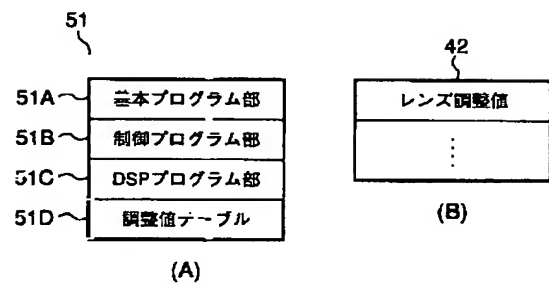 51
51A 基本プログラム部
51B 制御プログラム部
51C DSPプログラム部
51D 調整値テーブル
(A)
42
レンズ調整値
(B)